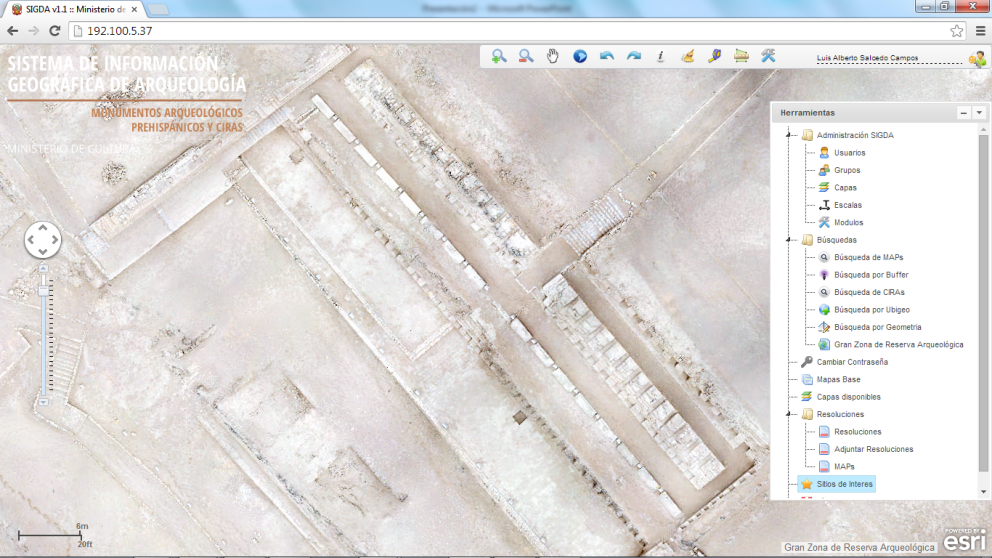 SIGDA v1.1 :: Ministerio de
Presentación2 - Microsoft PowerPoint
192.100.5.37
SISTEMA DE INFORMACIÓN
GEOGRÁFICA DE ARQUEOLOGÍA
MONUMENTOS ARQUEOLÓGICOS
PREHISPÁNICOS Y CIRAS
MINISTERIO DE CULTURA
Luis Alberto Salcedo Campos
Herramientas
Administración SIGDA
Usuarios
Grupos
Capas
Escalas
Modulos
Búsquedas
Búsqueda de MAPs
Búsqueda por Buffer
Búsqueda de CIRAs
Búsqueda por Ubigeo
Búsqueda por Geometria
Gran Zona de Reserva Arqueológica
Cambiar Contraseña
Mapas Base
Capas disponibles
Resoluciones
Resoluciones
Adjuntar Resoluciones
MAPs
Sitios de Interes
6m
20ft
Gran Zona de Reserva Arqueológica
POWERED BY
esri